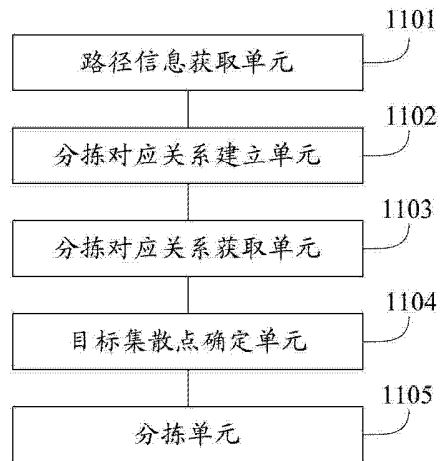 1101
路径信息获取单元
1102
分拣对应关系建立单元
1103
分拣对应关系获取单元
1104
目标集散点确定单元
1105
分拣单元